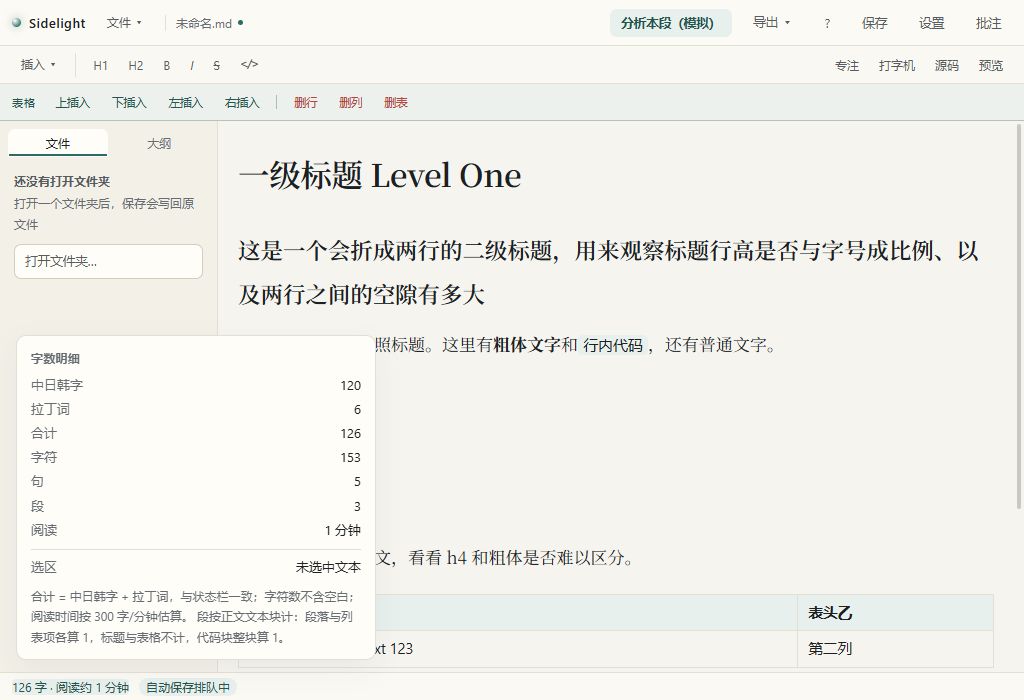 Sidelight 文件 未命名.md 分析本段（模拟） 导出 ? 保存 设置 批注
插入 H1 H2 B I S </> 专注 打字机 源码 预览
表格 上插入 下插入 左插入 右插入 删行 删列 删表
文件 大纲
还没有打开文件夹
打开一个文件夹后，保存会写回原
文件
打开文件夹...
一级标题 Level One
这是一个会折成两行的二级标题，用来观察标题行高是否与字号成比例、以
及两行之间的空隙有多大
照标题。这里有粗体文字和 行内代码 ，还有普通文字。
字数明细
中日韩字 120
拉丁词 6
合计 126
字符 153
句 5
段 3
阅读 1 分钟
选区 未选中文本
合计 = 中日韩字 + 拉丁词，与状态栏一致；字符数不含空白；
阅读时间按 300 字/分钟估算。 段按正文文本块计：段落与列
表项各算 1，标题与表格不计，代码块整块算 1。
文，看看 h4 和粗体是否难以区分。
表头乙
xt 123 第二列
126 字 · 阅读约 1 分钟 自动保存排队中